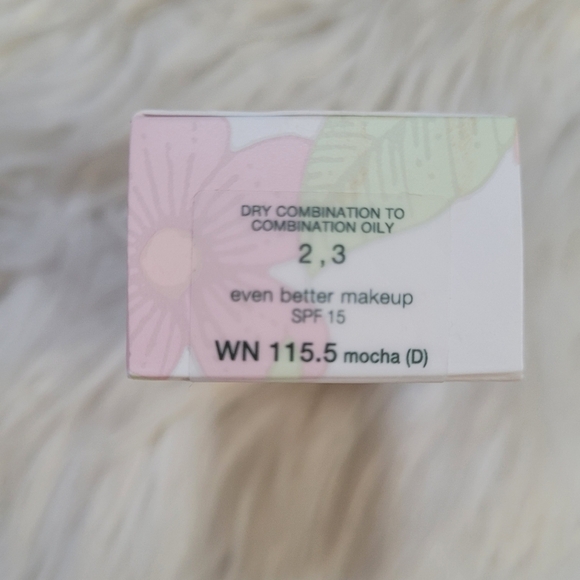 DRY COMBINATION TO
COMBINATION OILY
2 , 3
even better makeup
SPF 15
WN 115.5 mocha (D)